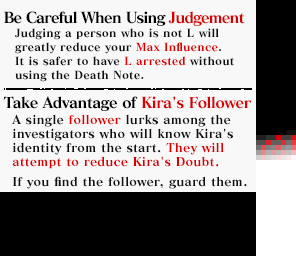 Be Careful When Using Judgement
Judging a person who is not L will
greatly reduce your Max Influence.
It is safer to have L arrested without
using the Death Note.
Take Advantage of Kira's Follower
A single follower lurks among the
investigators who will know Kira's
identity from the start. They will
attempt to reduce Kira's Doubt.
If you find the follower, guard them.